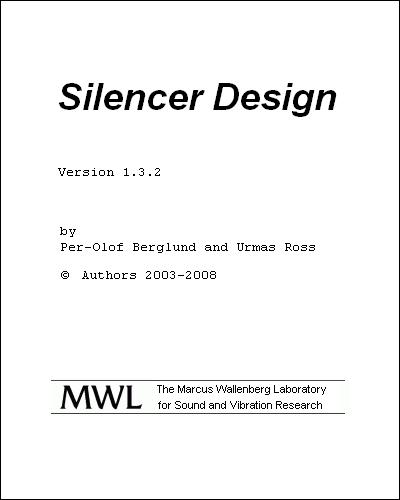 Silencer Design
Version 1.3.2
by
Per-Olof Berglund and Urmas Ross
© Authors 2003-2008
MWL
The Marcus Wallenberg Laboratory
for Sound and Vibration Research